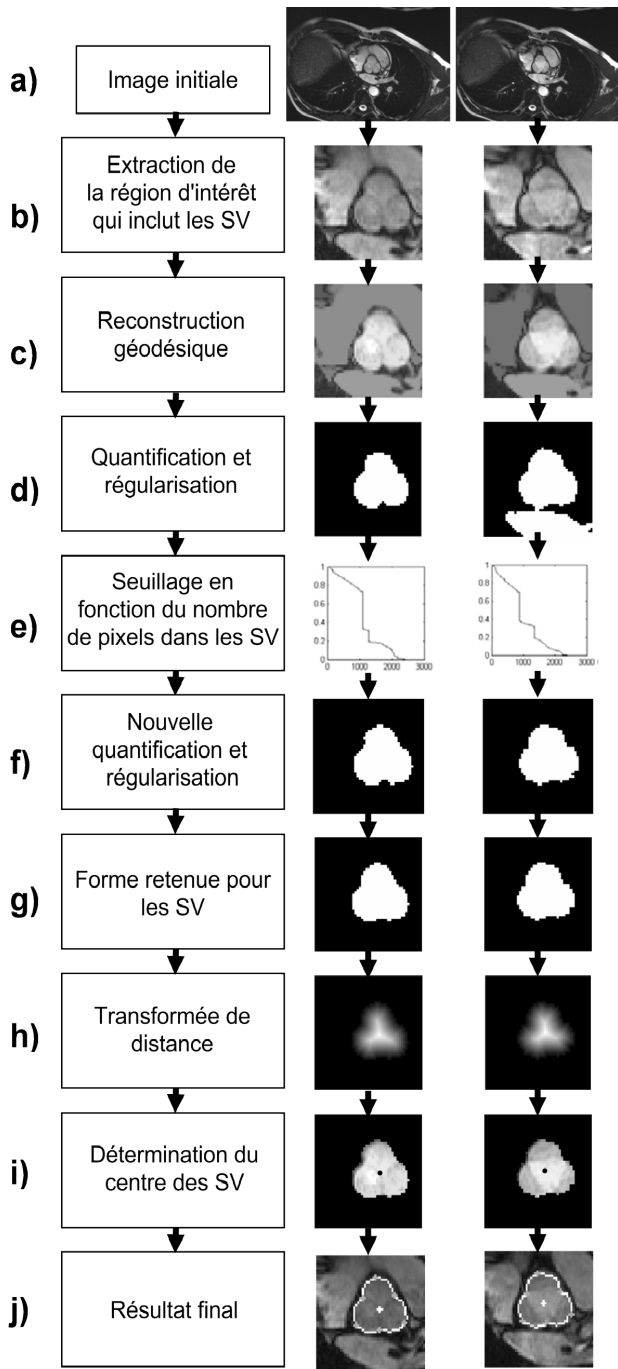 a)
Image initiale
b)
Extraction de
la région d'intérêt
qui inclut les SV
c)
Reconstruction
géodésique
d)
Quantification et
régularisation
e)
Seuillage en
fonction du nombre
de pixels dans les SV
1
0.8
0.6
0.4
0.2
0
0 1000 2000 3000
1
0.8
0.6
0.4
0.2
0
0 1000 2000 3000
f)
Nouvelle
quantification et
régularisation
g)
Forme retenue pour
les SV
h)
Transformée de
distance
i)
Détermination du
centre des SV
j)
Résultat final